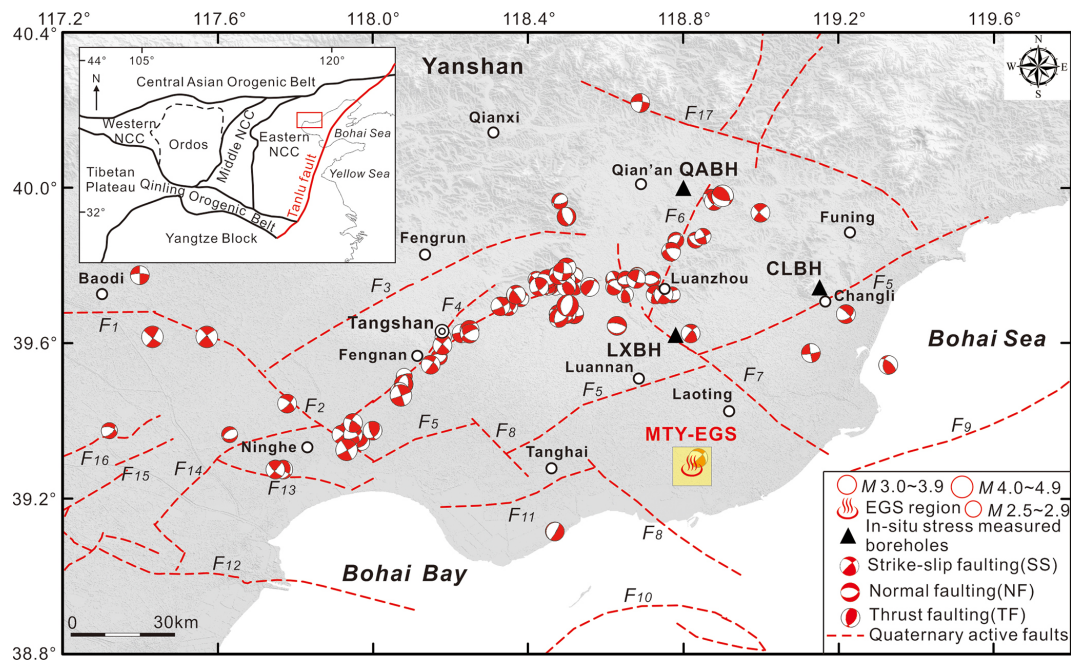 117.2 117.6 118.0 118.4 118.8 119.2 119.6
40.4
40.0
39.6
39.2
38.8
44° 105° 120°
N
Central Asian Orogenic Belt
Western
NCC
Ordos
Middle NCC
Eastern
NCC
Bohai Sea
Tibetan
Plateau
Qinling Orogenic Belt
Tanlu fault
Yellow Sea
32°
Yangtze Block
Yanshan
N
W E
S
Qianxi
F17
Qian'an QABH
F6
Funing
Fengrun
Baodi
F3
CLBH
F5
Luanzhou
Changli
F1
F4
Tangshan
Fengnan
LXBH
Luannan
Bohai Sea
F2
F5
F7
Laoting
F5
F8
MTY-EGS
F9
Ninghe
Tanghai
F16
F15
F14
F13
F11
F8
F12
Bohai Bay
F10
0 30km
M 3.0~3.9 M 4.0~4.9
EGS region M 2.5~2.9
In-situ stress measured
boreholes
Strike-slip faulting(SS)
Normal faulting(NF)
Thrust faulting(TF)
Quaternary active faults